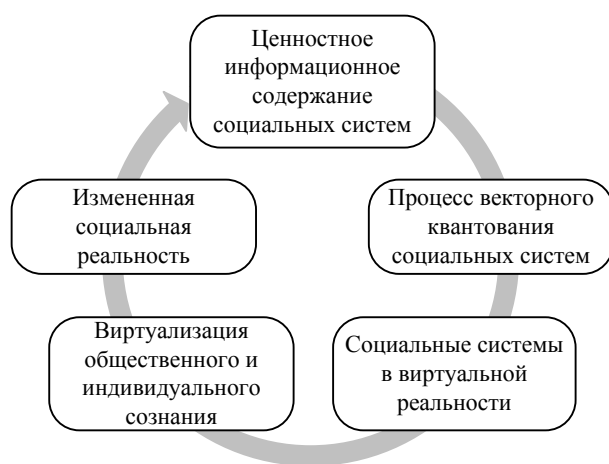 Ценностное
информационное
содержание
социальных систем
Процесс векторного
квантования
социальных систем
Социальные системы
в виртуальной
реальности
Виртуализация
общественного и
индивидуального
сознания
Измененная
социальная
реальность